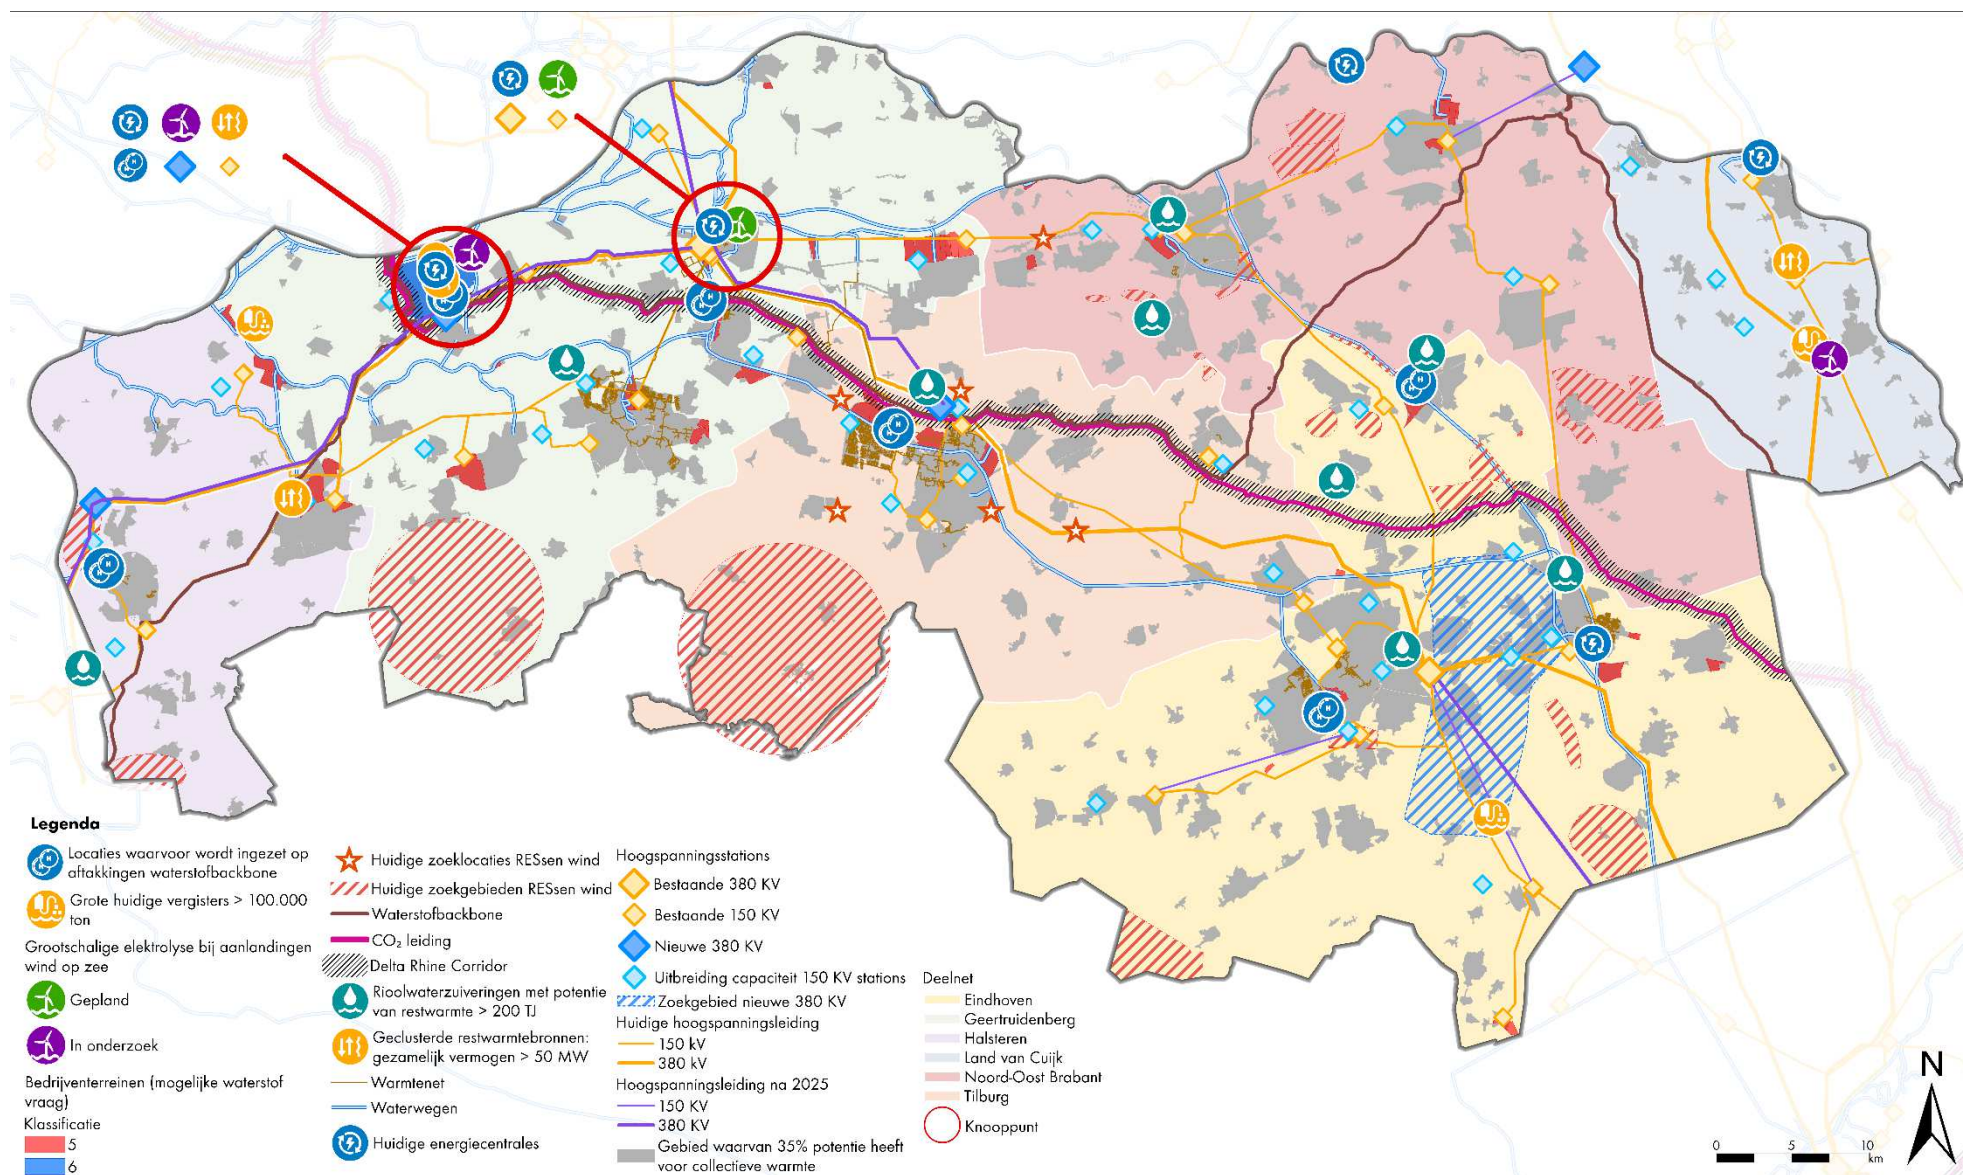 Legenda
Locaties waarvoor wordt ingezet op
aftakkingen waterstofbackbone
Grote huidige vergisters > 100.000
ton
Grootschalige elektrolyse bij aanlandingen
wind op zee
Gepland
In onderzoek
Bedrijventerreinen (mogelijke waterstof
vraag)
Klassificatie
5
6
Huidige zoeklocaties RESsen wind
Huidige zoekgebieden RESsen wind
Waterstofbackbone
CO₂ leiding
Delta Rhine Corridor
Rioolwaterzuiveringen met potentie
van restwarmte > 200 TJ
Geclusterde restwarmtebronnen:
gezamelijk vermogen > 50 MW
Warmtenet
Waterwegen
Huidige energiecentrales
Hoogspanningsstations
Bestaande 380 KV
Bestaande 150 KV
Nieuwe 380 KV
Uitbreiding capaciteit 150 KV stations
Zoekgebied nieuwe 380 KV
Huidige hoogspanningsleiding
150 kV
380 kV
Hoogspanningsleiding na 2025
150 KV
380 KV
Gebied waarvan 35% potentie heeft
voor collectieve warmte
Deelnet
Eindhoven
Geertruidenberg
Halsteren
Land van Cuijk
Noord-Oost Brabant
Tilburg
Knooppunt
N
0 5 10
km